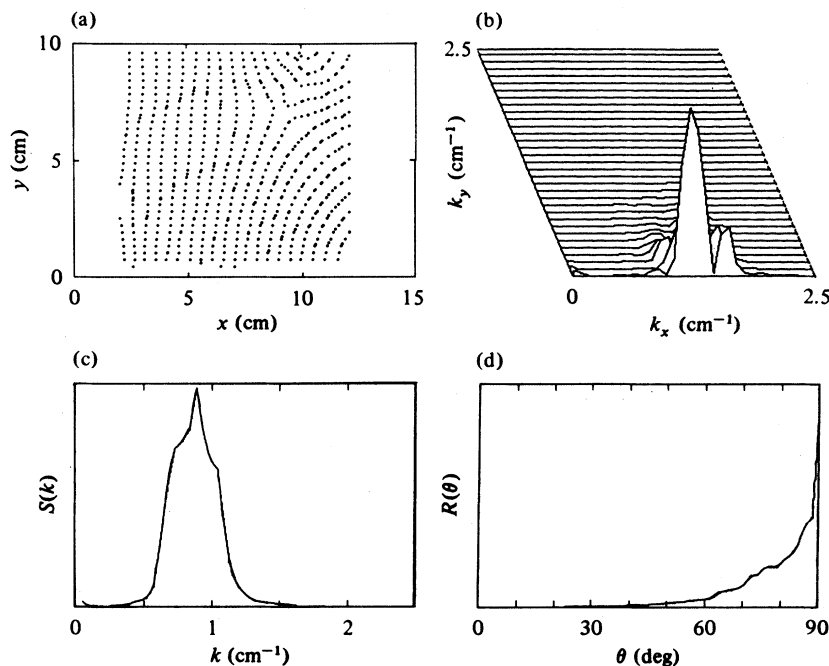 (a)
10
5
0
y (cm)
0
5
10
15
x (cm)
(b)
2.5
k_y (cm⁻¹)
0
2.5
k_x (cm⁻¹)
(c)
S(k)
0
1
2
k (cm⁻¹)
(d)
R(θ)
0
30
60
90
θ (deg)